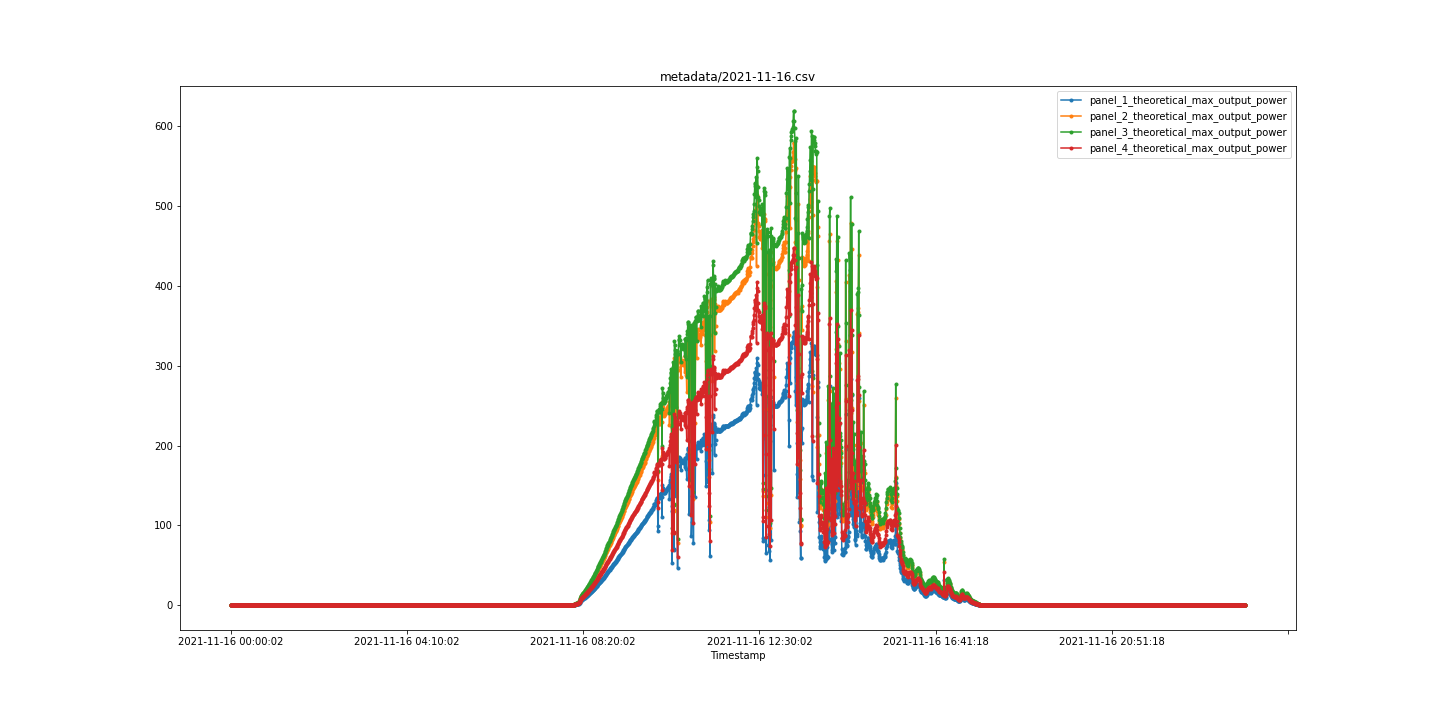 metadata/2021-11-16.csv
panel_1_theoretical_max_output_power
panel_2_theoretical_max_output_power
panel_3_theoretical_max_output_power
panel_4_theoretical_max_output_power
600
500
400
300
200
100
0
2021-11-16 00:00:02 2021-11-16 04:10:02 2021-11-16 08:20:02 2021-11-16 12:30:02 2021-11-16 16:41:18 2021-11-16 20:51:18
Timestamp